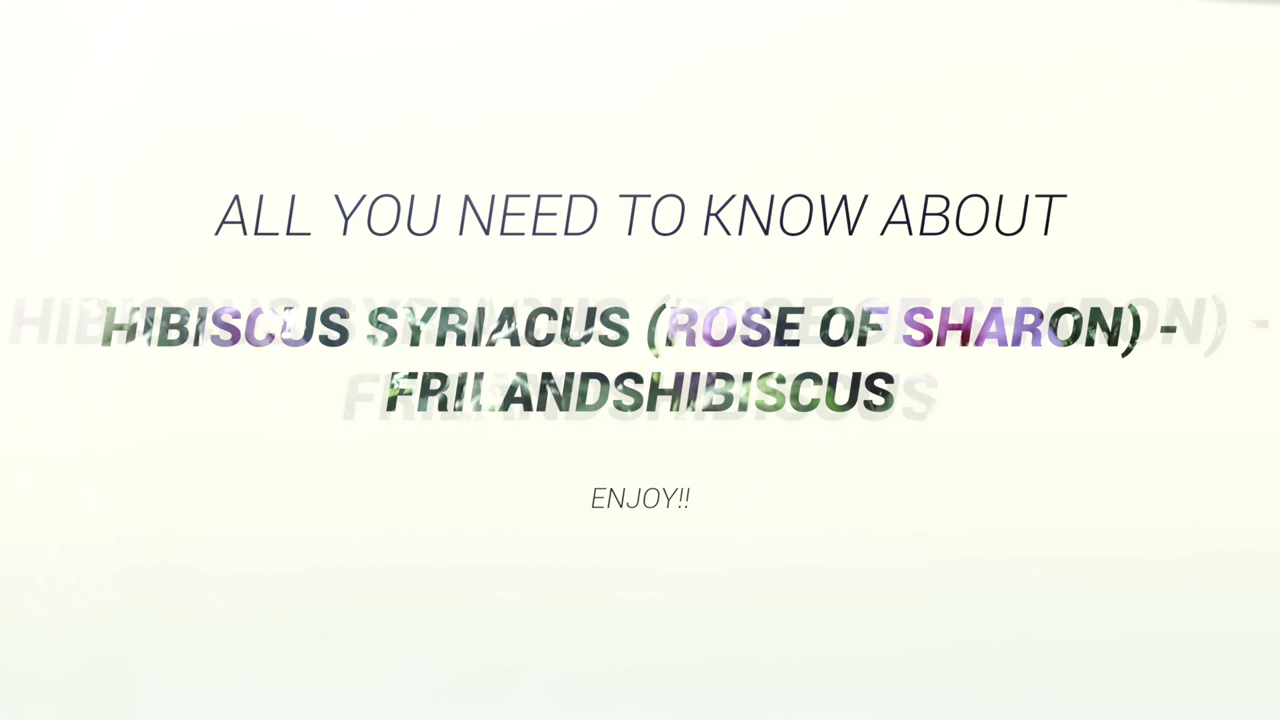 ALL YOU NEED TO KNOW ABOUT
HIBISCUS SYRIACUS (ROSE OF SHARON) -
FRILANDSHIBISCUS
ENJOY!!